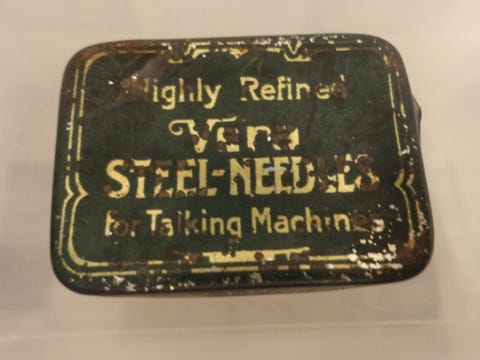 Highly Refined
Vera
STEEL-NEEDLES
for Talking Machines